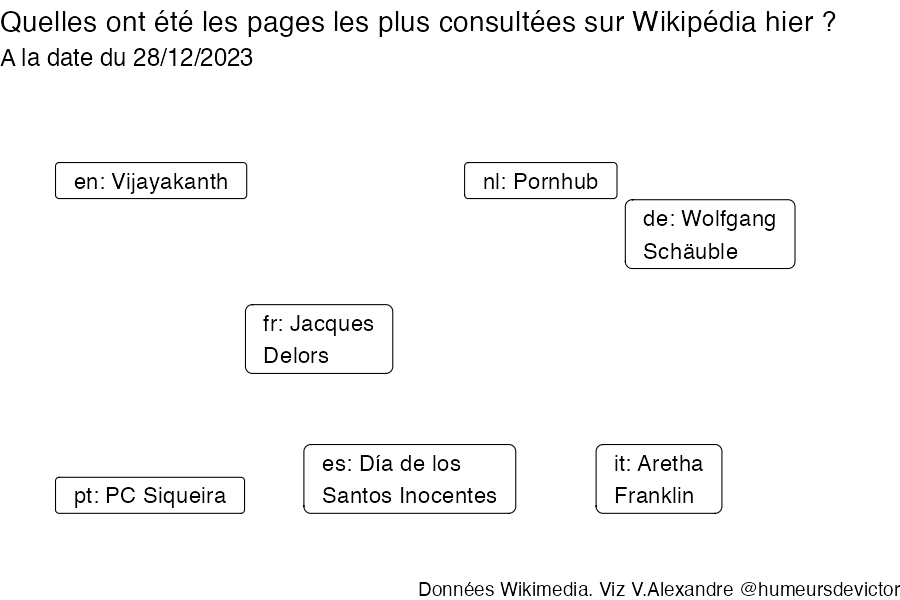 Quelles ont été les pages les plus consultées sur Wikipédia hier ?
A la date du 28/12/2023
en: Vijayakanth
nl: Pornhub
de: Wolfgang
Schäuble
fr: Jacques
Delors
es: Día de los
Santos Inocentes
it: Aretha
Franklin
pt: PC Siqueira
Données Wikimedia. Viz V.Alexandre @humeursdevictor